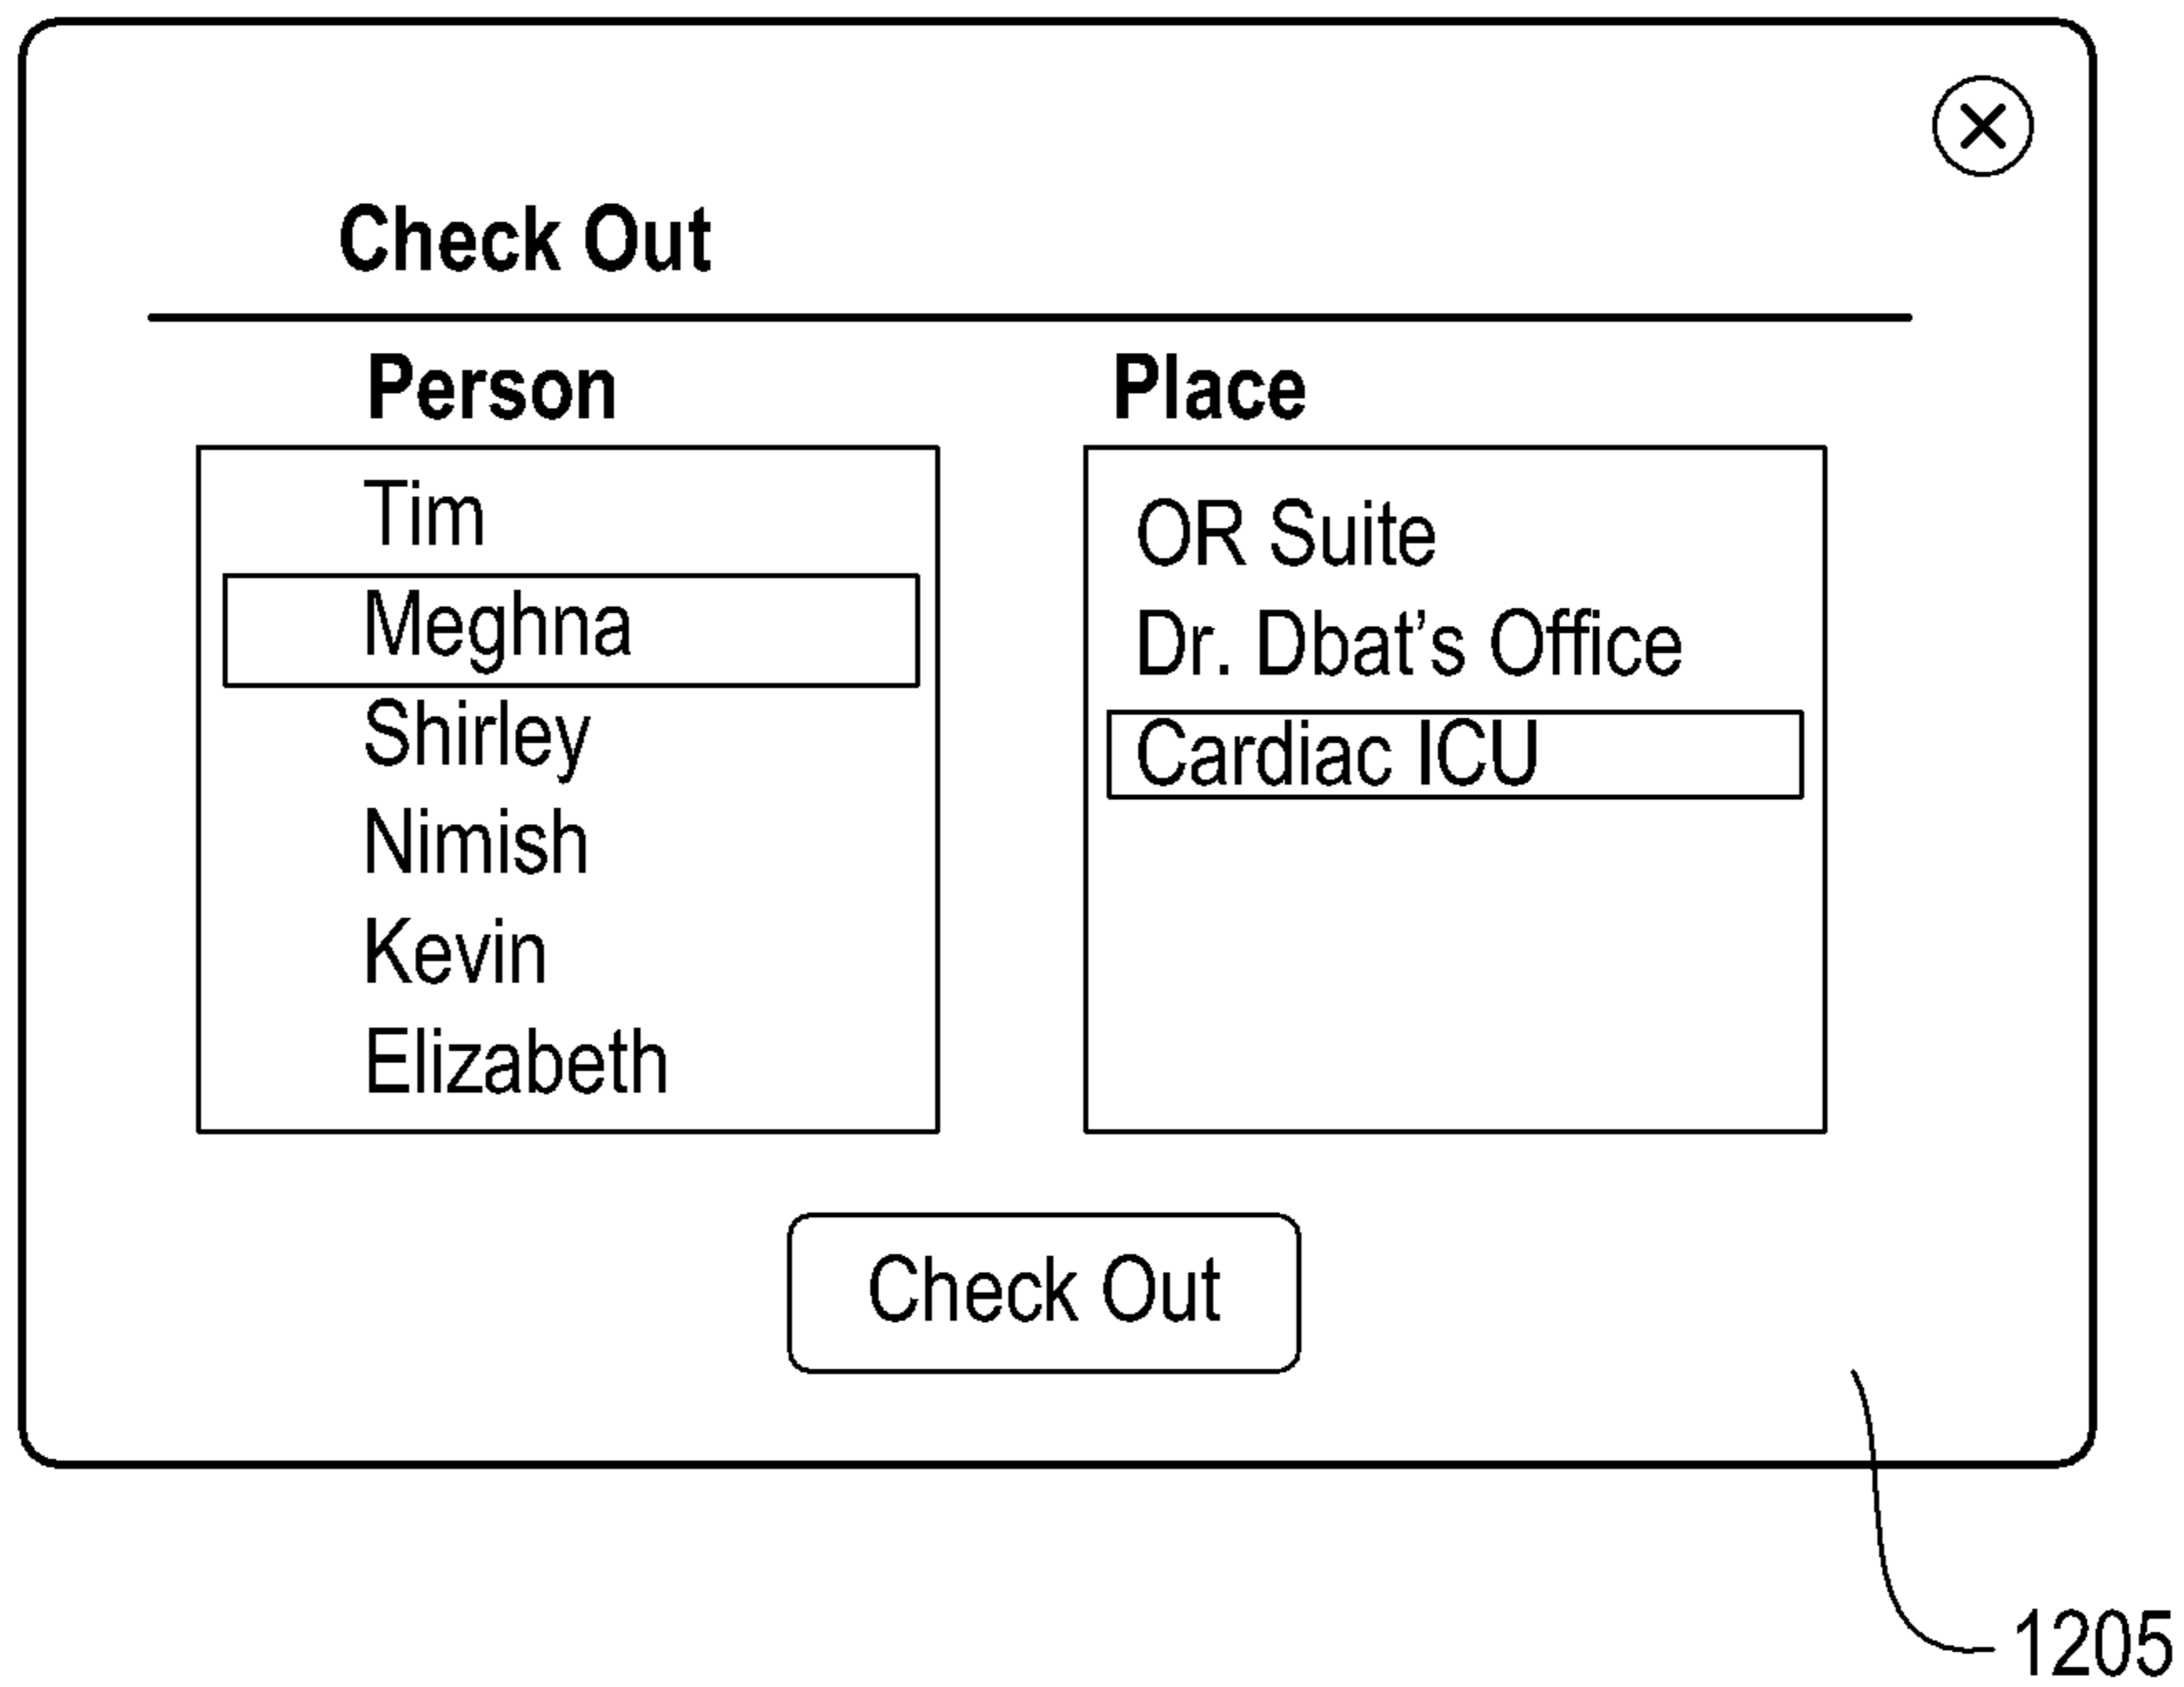 Check Out
Person
Tim
Meghna
Shirley
Nimish
Kevin
Elizabeth
Place
OR Suite
Dr. Dbat's Office
Cardiac ICU
Check Out
1205